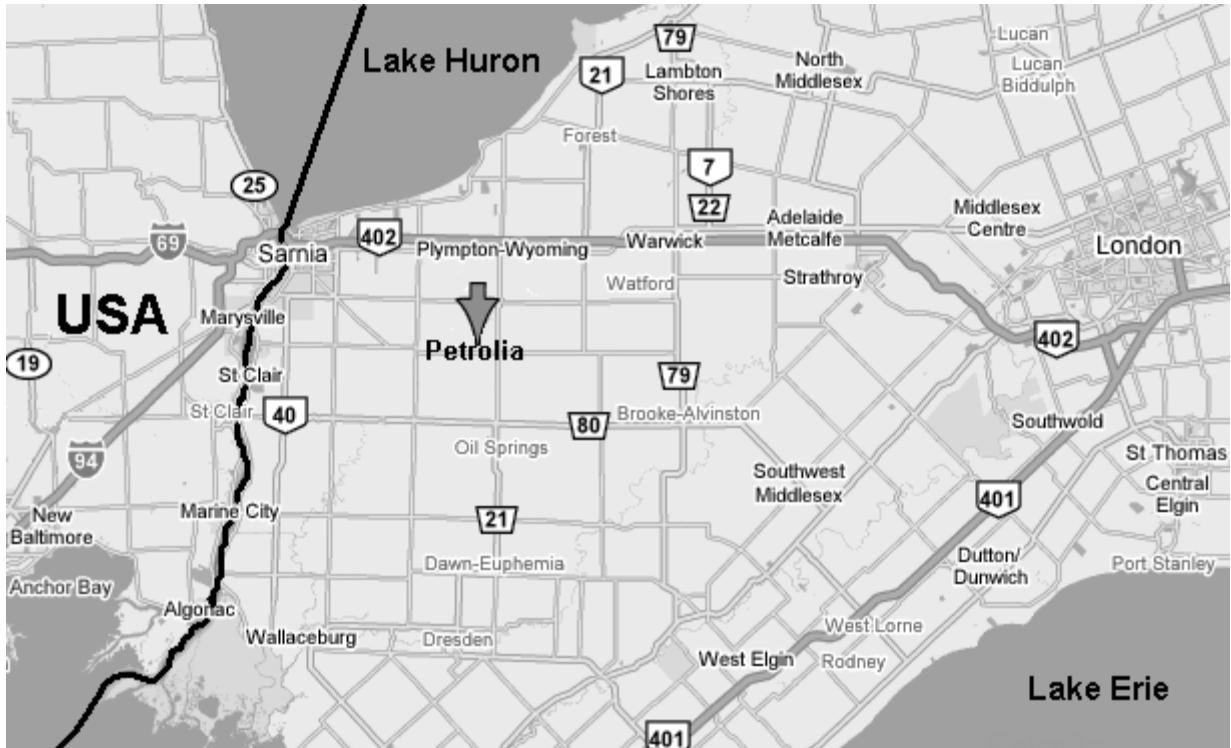 Lake Huron
79
21
Lambton
Shores
North
Middlesex
Lucan
Lucan
Biddulph
Forest
7
25
22
69
402
Sarnia
Plympton-Wyoming
Warwick
Adelaide
Metcalfe
Middlesex
Centre
London
Watford
Strathroy
USA
Marysville
Petrolia
402
19
St Clair
79
St Clair
40
Brooke-Alvinston
80
Southwold
Oil Springs
94
Southwest
Middlesex
St Thomas
Central
Elgin
401
New
Baltimore
Marine City
21
Dawn-Euphemia
Dutton/
Dunwich
Port Stanley
Anchor Bay
Algonac
Wallaceburg
Dresden
West Lorne
West Elgin
Rodney
Lake Erie
401